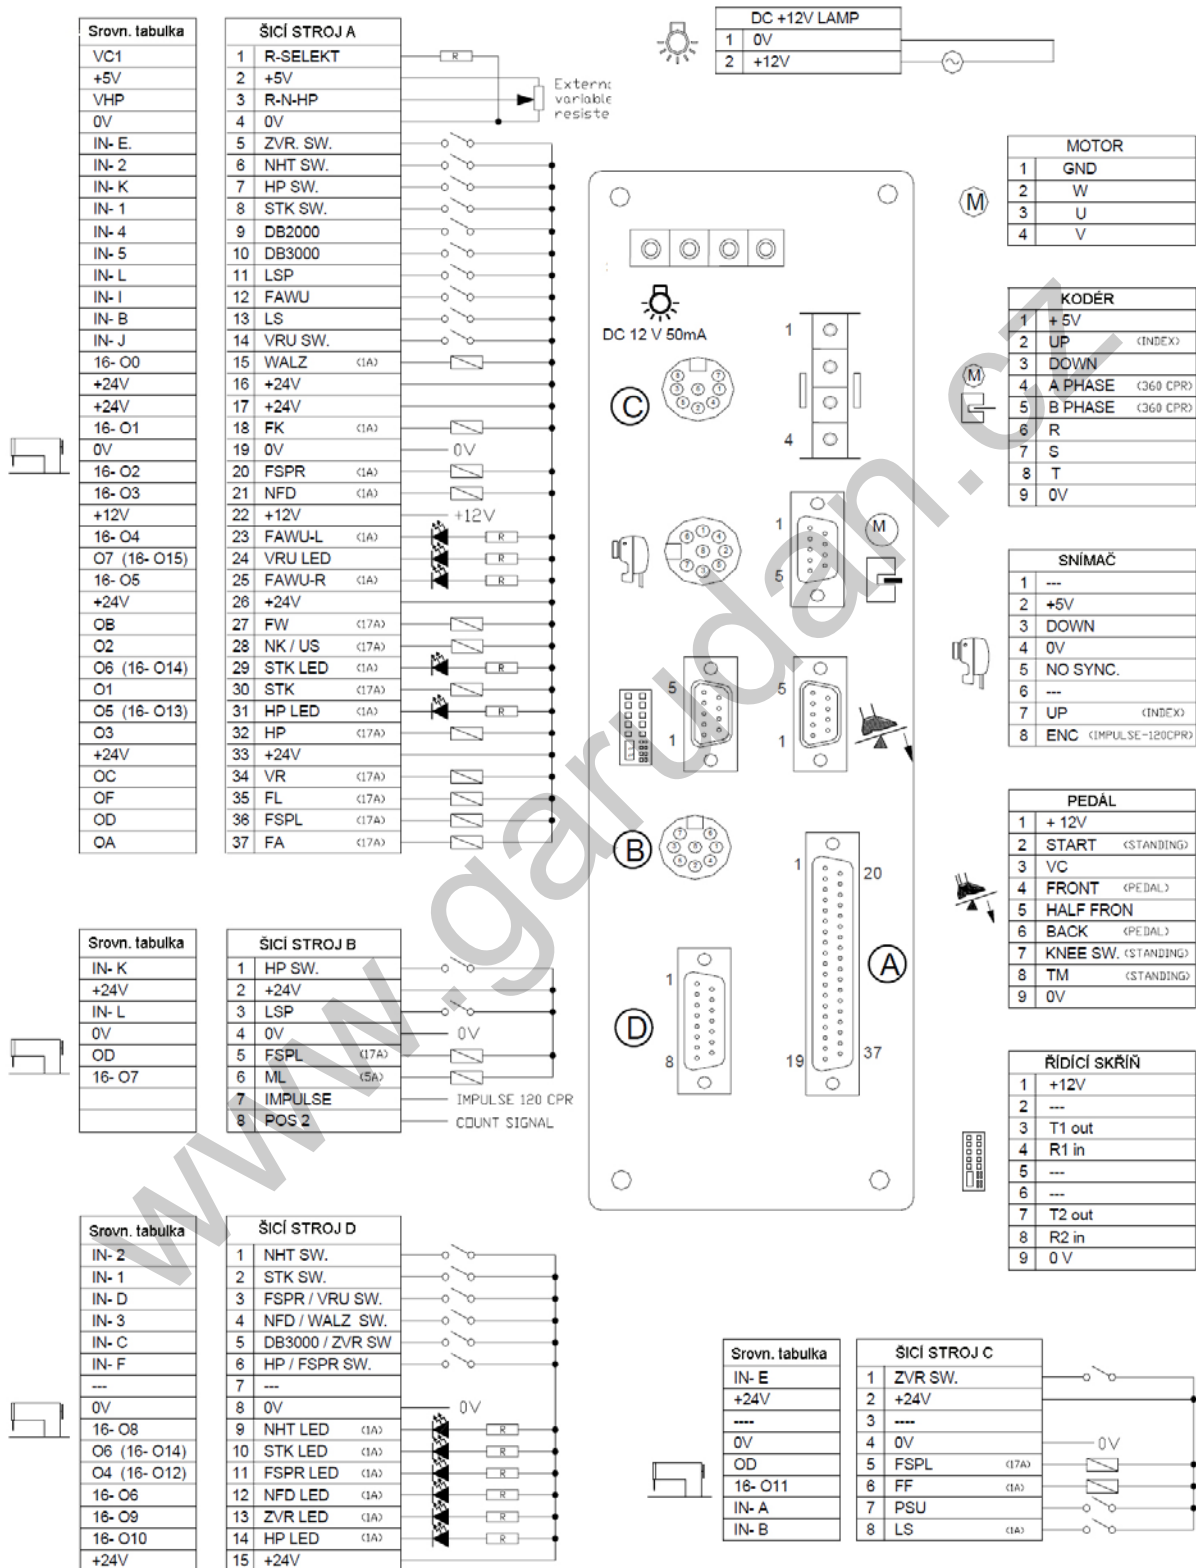 Srovn. tabulka
VC1
+5V
VHP
0V
IN- E.
IN- 2
IN- K
IN- 1
IN- 4
IN- 5
IN- L
IN- I
IN- B
IN- J
16- O0
+24V
+24V
16- O1
0V
16- O2
16- O3
+12V
16- O4
O7 (16- O15)
16- O5
+24V
OB
O2
O6 (16- O14)
O1
O5 (16- O13)
O3
+24V
OC
OF
OD
OA
ŠICÍ STROJ A
1 R-SELEKT R
2 +5V
3 R-N-HP
4 0V
5 ZVR. SW.
6 NHT SW.
7 HP SW.
8 STK SW.
9 DB2000
10 DB3000
11 LSP
12 FAWU
13 LS
14 VRU SW.
15 WALZ (1A)
16 +24V
17 +24V
18 FK (1A)
19 0V 0V
20 FSPR (1A)
21 NFD (1A)
22 +12V +12V
23 FAWU-L (1A) R
24 VRU LED R
25 FAWU-R (1A) R
26 +24V
27 FW (17A)
28 NK / US (17A)
29 STK LED (1A) R
30 STK (17A)
31 HP LED (1A) R
32 HP (17A)
33 +24V
34 VR (17A)
35 FL (17A)
36 FSPL (17A)
37 FA (17A)
Externa
variable
resiste
DC +12V LAMP
1 0V
2 +12V
MOTOR
1 GND
2 W
3 U
4 V
M
KODÉR
1 + 5V
2 UP (INDEX)
3 DOWN
4 A PHASE (360 CPR)
5 B PHASE (360 CPR)
6 R
7 S
8 T
9 0V
M
SNÍMAČ
1 ---
2 +5V
3 DOWN
4 0V
5 NO SYNC.
6 ---
7 UP (INDEX)
8 ENC (IMPULSE-120CPR)
PEDÁL
1 + 12V
2 START (STANDING)
3 VC
4 FRONT (PEDAL)
5 HALF FRON
6 BACK (PEDAL)
7 KNEE SW. (STANDING)
8 TM (STANDING)
9 0V
ŘÍDÍCÍ SKŘÍŇ
1 +12V
2 ---
3 T1 out
4 R1 in
5 ---
6 ---
7 T2 out
8 R2 in
9 0 V
DC 12 V 50mA
C
1
4
1
5
M
5
1
5
1
B
1
20
A
19
37
D
1
8
Srovn. tabulka
IN- K
+24V
IN- L
0V
OD
16- O7
ŠICÍ STROJ B
1 HP SW.
2 +24V
3 LSP
4 0V 0V
5 FSPL (17A)
6 ML (5A)
7 IMPULSE IMPULSE 120 CPR
8 POS 2 COUNT SIGNAL
Srovn. tabulka
IN- 2
IN- 1
IN- D
IN- 3
IN- C
IN- F
---
0V
16- O8
O6 (16- O14)
O4 (16- O12)
16- O6
16- O9
16- O10
+24V
ŠICÍ STROJ D
1 NHT SW.
2 STK SW.
3 FSPR / VRU SW.
4 NFD / WALZ SW.
5 DB3000 / ZVR SW
6 HP / FSPR SW.
7 ---
8 0V 0V
9 NHT LED (1A) R
10 STK LED (1A) R
11 FSPR LED (1A) R
12 NFD LED (1A) R
13 ZVR LED (1A) R
14 HP LED (1A) R
15 +24V
Srovn. tabulka
IN- E
+24V
----
0V
OD
16- O11
IN- A
IN- B
ŠICÍ STROJ C
1 ZVR SW.
2 +24V
3 ----
4 0V 0V
5 FSPL (17A)
6 FF (1A)
7 PSU
8 LS (1A)
www.garudan.cz